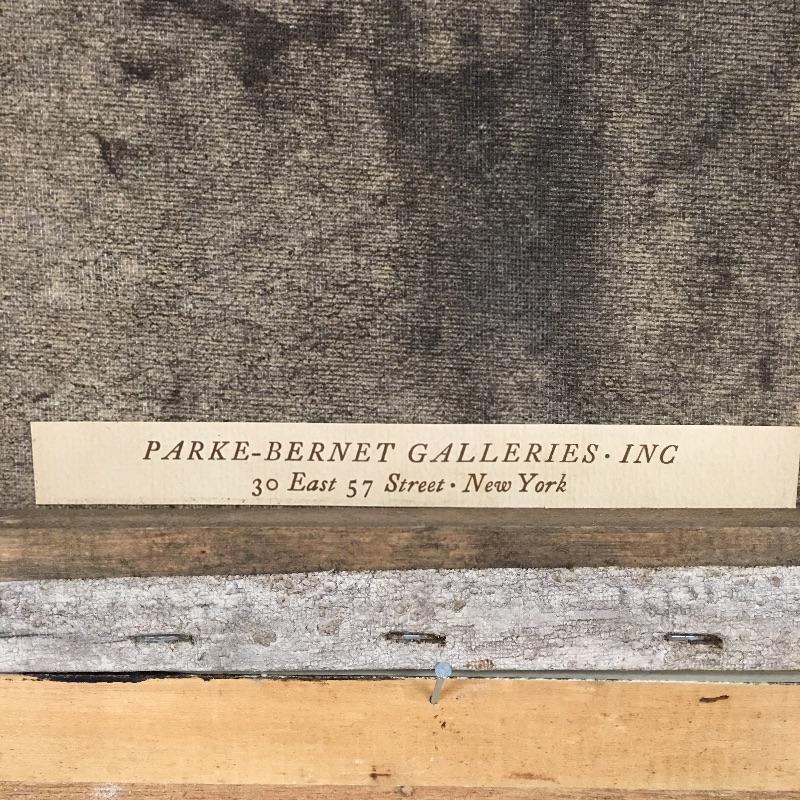 PARKE-BERNET GALLERIES · INC
30 East 57 Street · New York